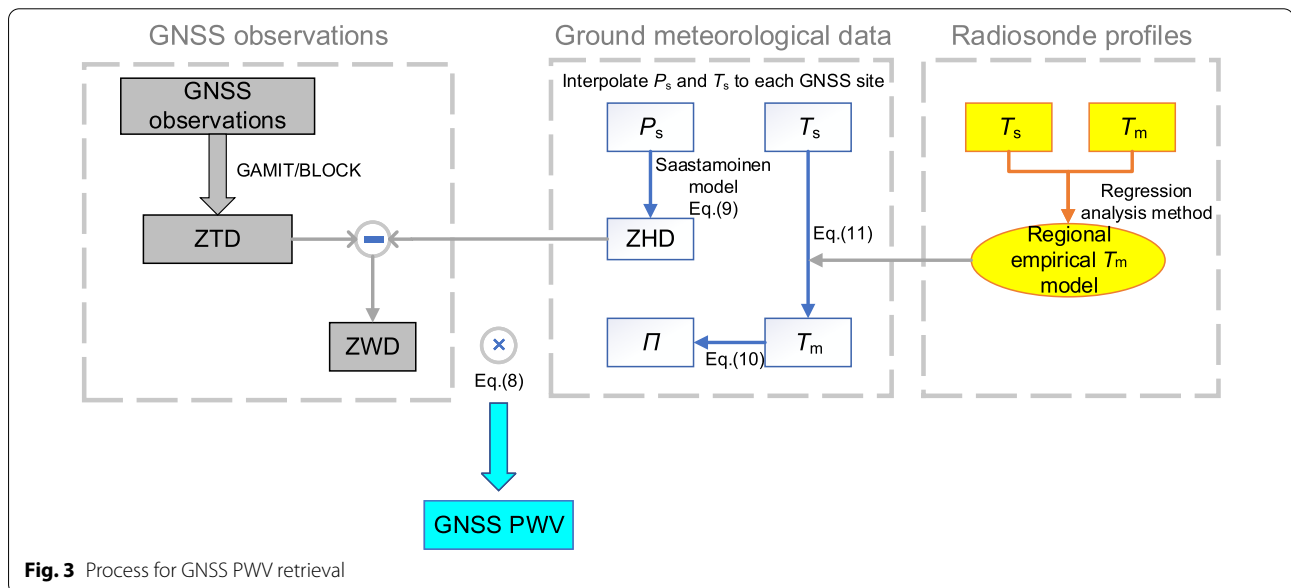 GNSS observations
Ground meteorological data
Radiosonde profiles
GNSS
observations
GAMIT/BLOCK
ZTD
ZWD
Interpolate Ps and Ts to each GNSS site
Ps
Ts
Saastamoinen
model
Eq.(9)
ZHD
Eq.(11)
Π
Eq.(10)
Tm
Ts
Tm
Regression
analysis method
Regional
empirical Tm
model
×
Eq.(8)
GNSS PWV
Fig. 3 Process for GNSS PWV retrieval